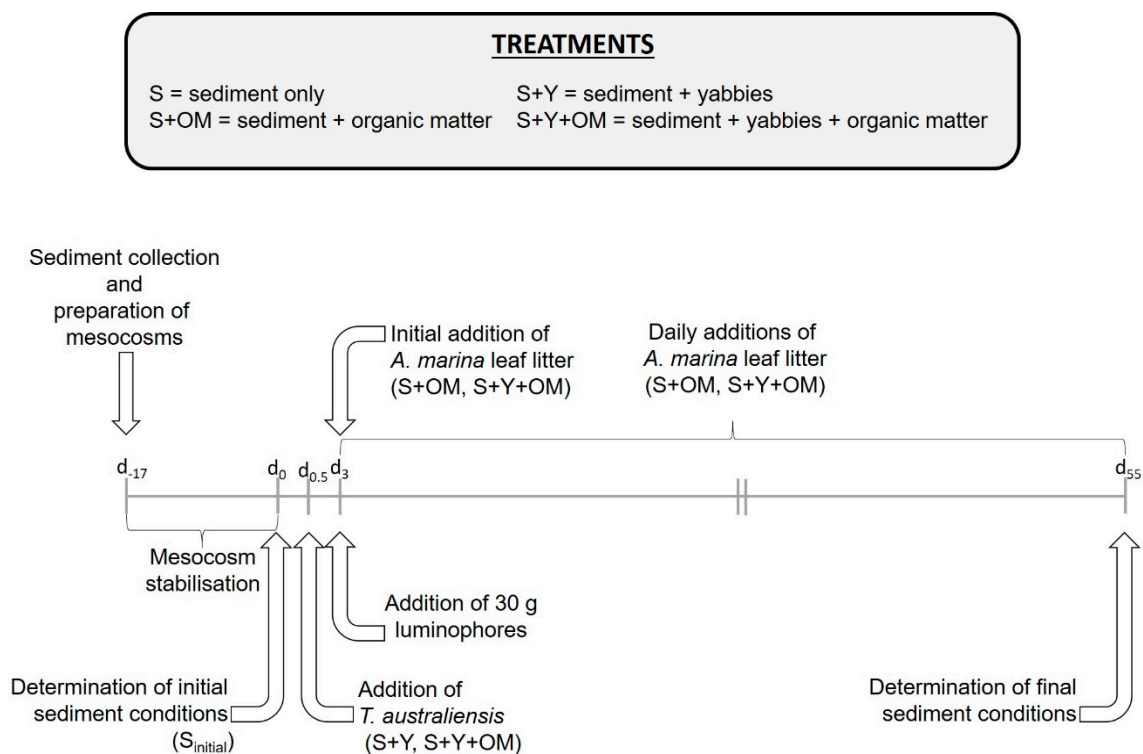 TREATMENTS
S = sediment only
S+Y = sediment + yabbies
S+OM = sediment + organic matter
S+Y+OM = sediment + yabbies + organic matter
Sediment collection
and
preparation of
mesocosms
Initial addition of
A. marina leaf litter
(S+OM, S+Y+OM)
Daily additions of
A. marina leaf litter
(S+OM, S+Y+OM)
d-17
d0
d0.5
d3
d55
Mesocosm
stabilisation
Addition of 30 g
luminophores
Determination of initial
sediment conditions
(Sinitial)
Addition of
T. australiensis
(S+Y, S+Y+OM)
Determination of final
sediment conditions